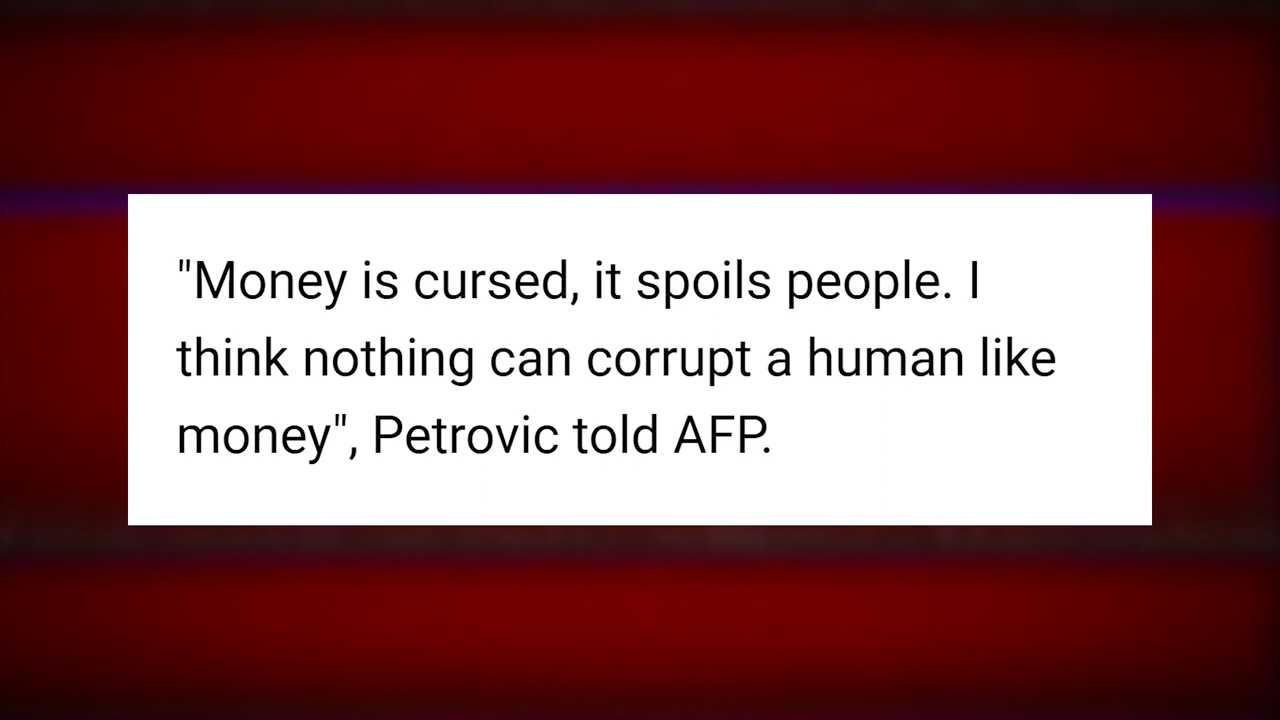 "Money is cursed, it spoils people. I
think nothing can corrupt a human like
money", Petrovic told AFP.